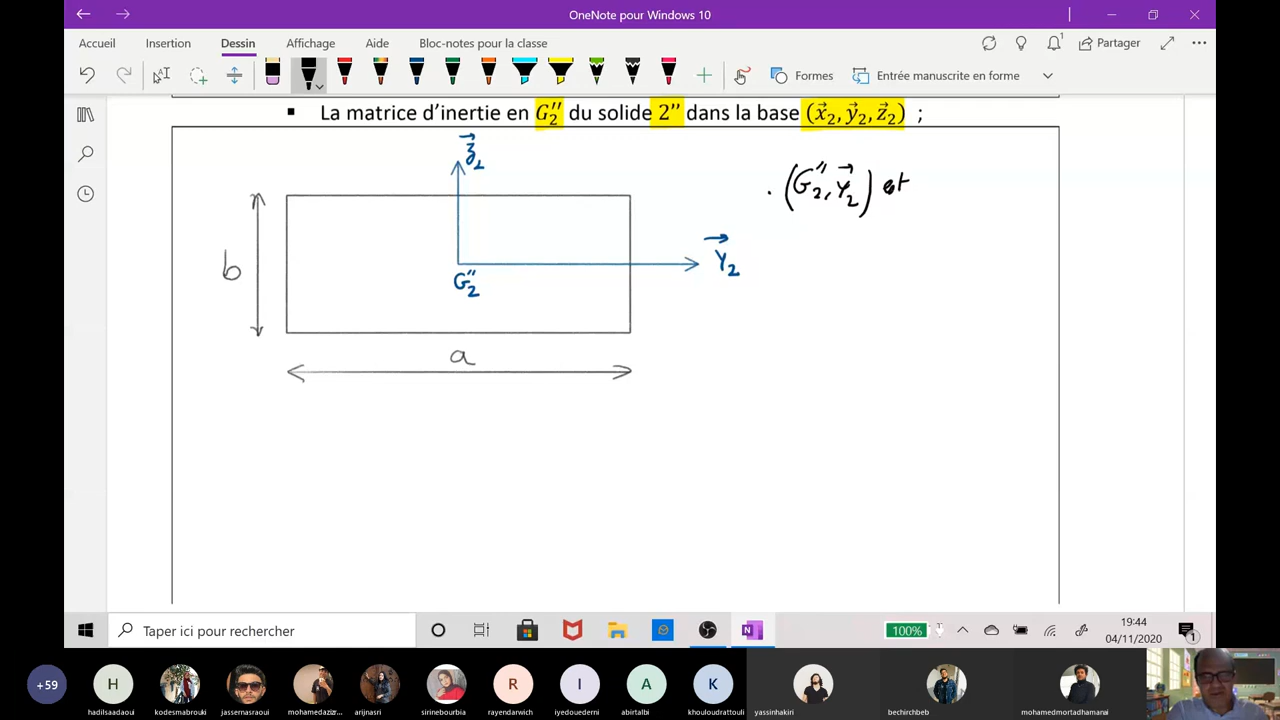 OneNote pour Windows 10
Accueil Insertion Dessin Affichage Aide Bloc-notes pour la classe
Partager
Formes Entrée manuscrite en forme
▪ La matrice d’inertie en G₂″ du solide 2” dans la base (x⃗₂, y⃗₂, z⃗₂) ;
z⃗₂
. (G₂″, Y⃗₂) et
Y⃗₂
b
G₂″
a
Taper ici pour rechercher
100%
19:44
04/11/2020
1
+59 H R I A K
hadilsaadaoui kodesmabrouki jassernasraoui mohamedaziz... arijnasri sirinebourbia rayendarwich iyedouederni abirtalbi khouloudrattouli yassinhakiri bechirchbeb mohamedmortadhamanai